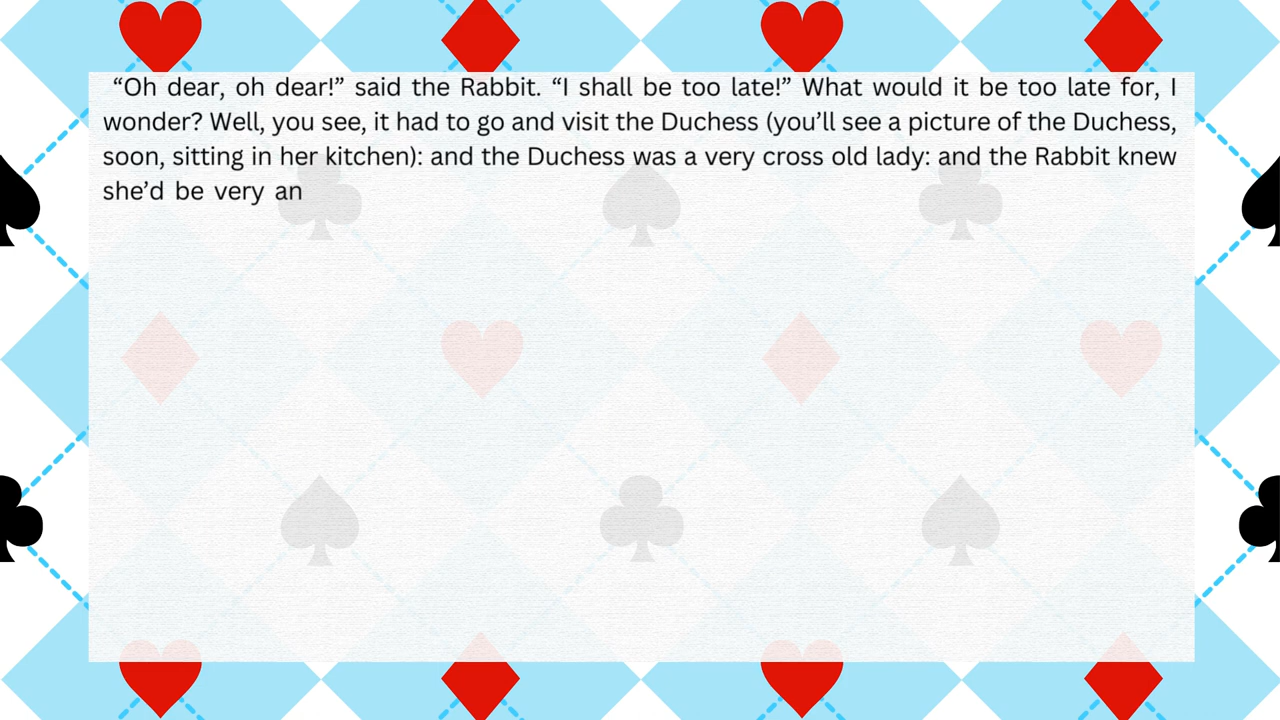 “Oh dear, oh dear!” said the Rabbit. “I shall be too late!” What would it be too late for, I
wonder? Well, you see, it had to go and visit the Duchess (you’ll see a picture of the Duchess,
soon, sitting in her kitchen): and the Duchess was a very cross old lady: and the Rabbit knew
she’d be very an